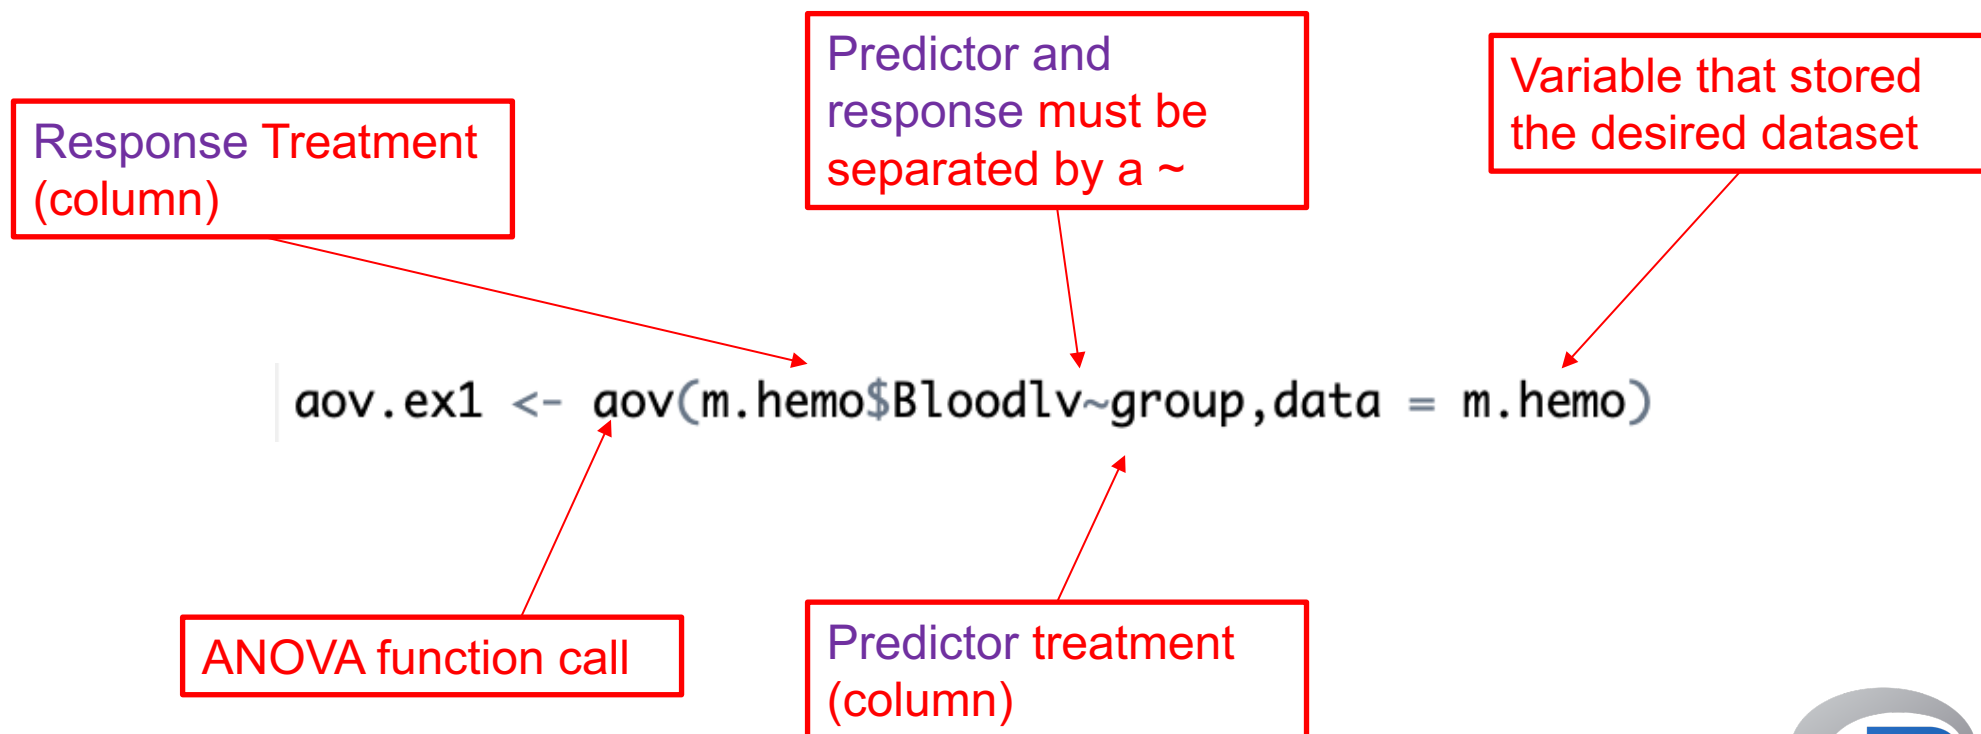 Predictor and
response must be
separated by a ~
Variable that stored
the desired dataset
Response Treatment
(column)
aov.ex1 <- aov(m.hemo$Bloodlv~group,data = m.hemo)
ANOVA function call
Predictor treatment
(column)